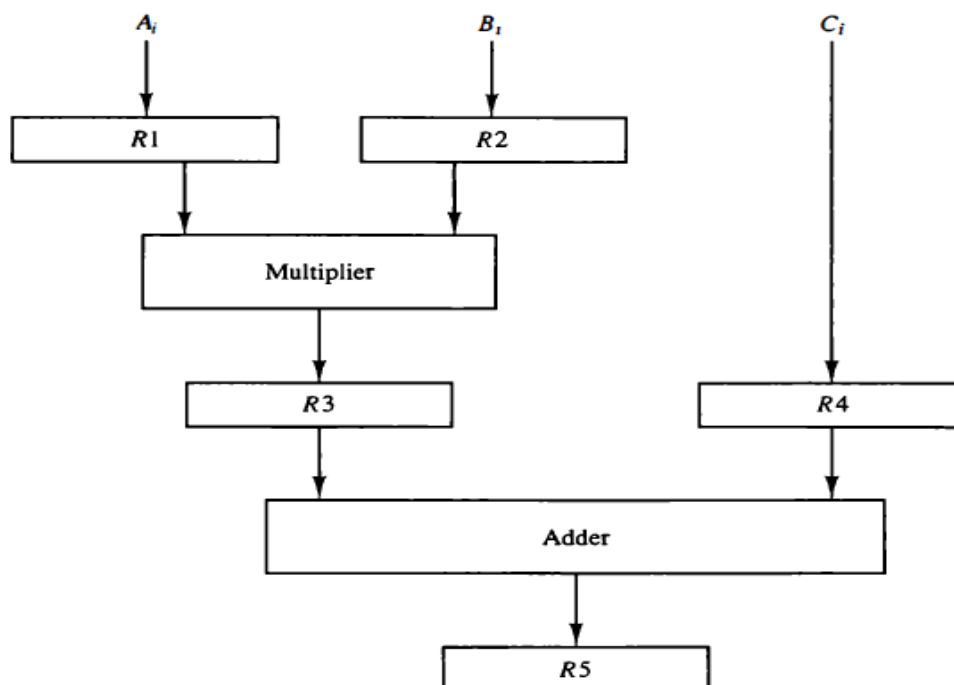 A_i B_i C_i
R1 R2
Multiplier
R3 R4
Adder
R5